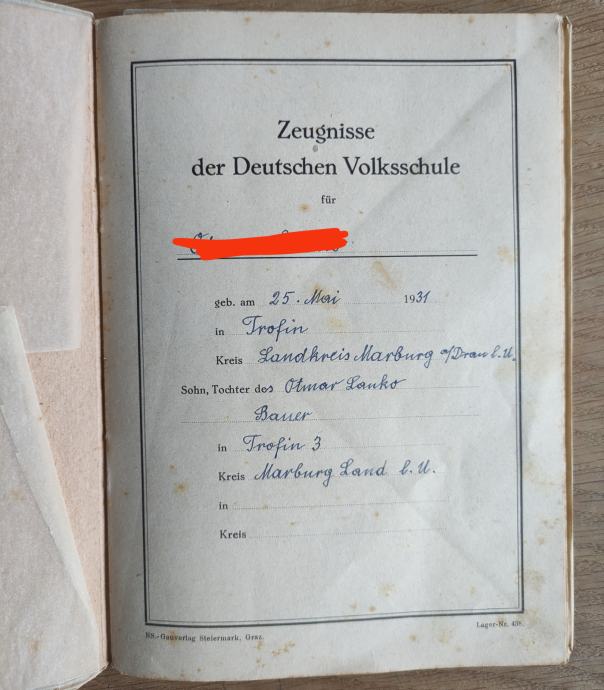 Zeugnisse
der Deutschen Volksschule
für
geb. am 25. Mai 1931
in Trofin
Kreis Landkreis Marburg a/Drau l. U.
Sohn, Tochter des Otmar Lanko
Bauer
in Trofin 3
Kreis Marburg Land l. U.
in
Kreis
NS.-Gauverlag Steiermark, Graz.
Lager-Nr. 438.